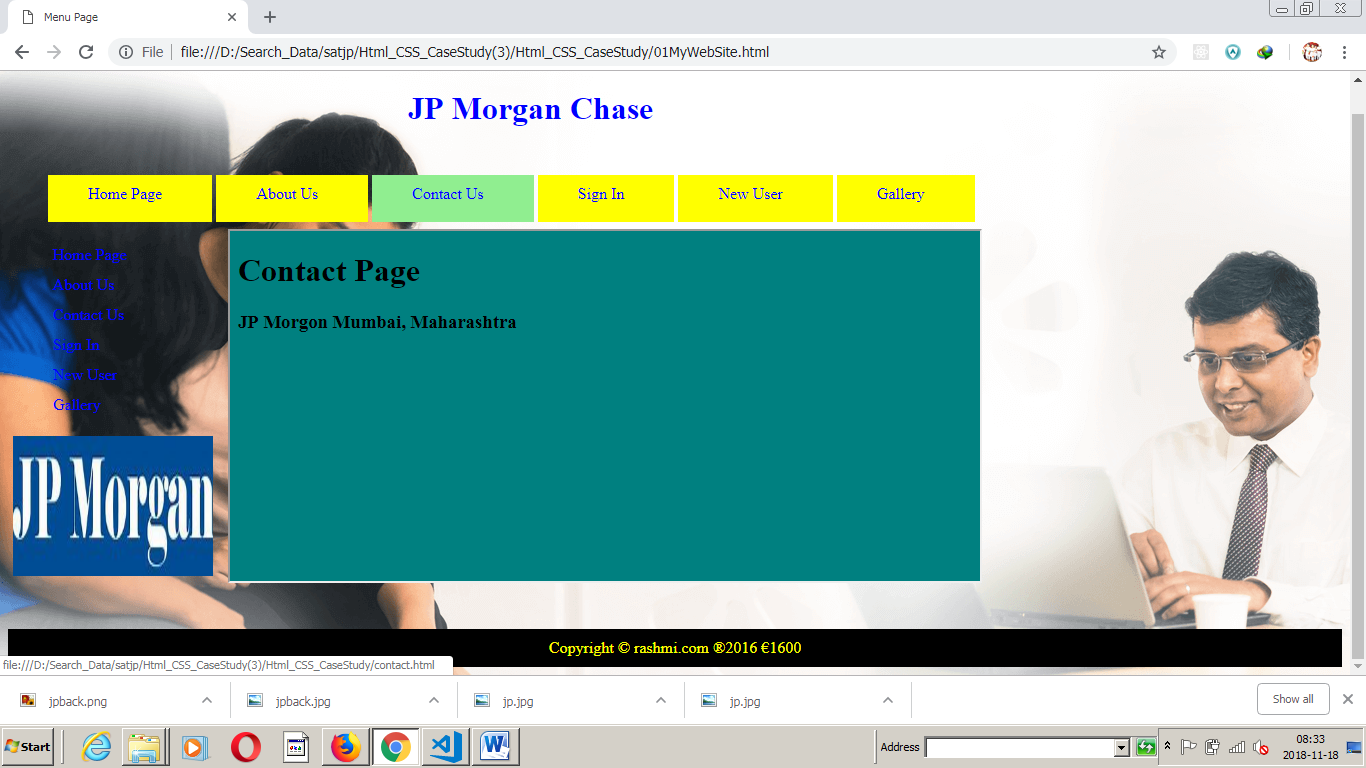 Menu Page
File file:///D:/Search_Data/satjp/Html_CSS_CaseStudy(3)/Html_CSS_CaseStudy/01MyWebSite.html
JP Morgan Chase
Home Page About Us Contact Us Sign In New User Gallery
Home Page
About Us
Contact Us
Sign In
New User
Gallery
JP Morgan
Contact Page
JP Morgon Mumbai, Maharashtra
Copyright © rashmi.com ®2016 €1600
file:///D:/Search_Data/satjp/Html_CSS_CaseStudy(3)/Html_CSS_CaseStudy/contact.html
jpback.png jpback.jpg jp.jpg jp.jpg Show all
Start Address 08:33
2018-11-18